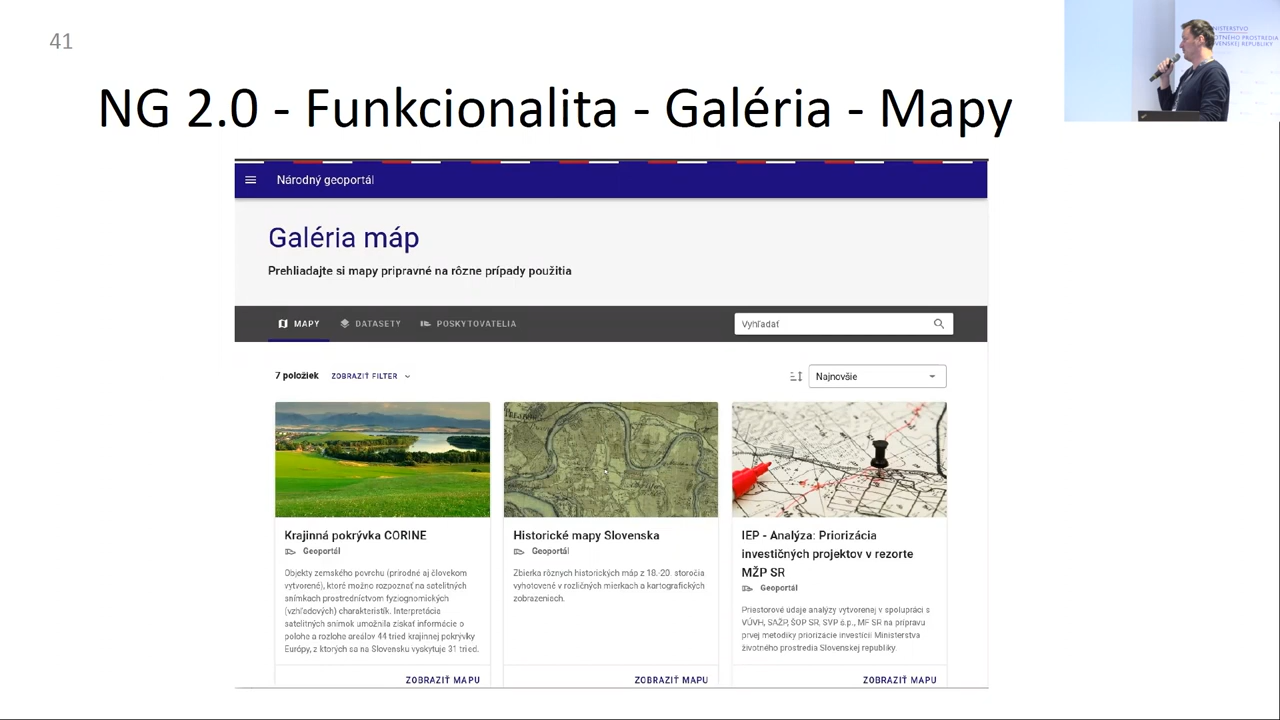 41
NG 2.0 - Funkcionalita - Galéria - Mapy
MINISTERSTVO
ŽIVOTNÉHO PROSTREDIA
SLOVENSKEJ REPUBLIKY
Národný geoportál
Galéria máp
Prehliadajte si mapy pripravné na rôzne prípady použitia
MAPY DATASETY POSKYTOVATELIA Vyhľadať
7 položiek ZOBRAZIŤ FILTER Najnovšie
Krajinná pokrývka CORINE
Geoportál
Objekty zemského povrchu (prírodné aj človekom
vytvorené), ktoré možno rozpoznať na satelitných
snímkach prostredníctvom fyziognomických
(vzhľadových) charakteristík. Interpretácia
satelitných snímok umožnila získať informácie o
polohe a rozlohe areálov 44 tried krajinnej pokrývky
Európy, z ktorých sa na Slovensku vyskytuje 31 tried.
ZOBRAZIŤ MAPU
Historické mapy Slovenska
Geoportál
Zbierka rôznych historických máp z 18.-20. storočia
vyhotovené v rozličných mierkach a kartografických
zobrazeniach.
ZOBRAZIŤ MAPU
IEP - Analýza: Priorizácia
investičných projektov v rezorte
MŽP SR
Geoportál
Priestorové údaje analýzy vytvorenej v spolupráci s
VÚVH, SAŽP, ŠOP SR, SVP š.p., MF SR na prípravu
prvej metodiky priorizácie investícií Ministerstva
životného prostredia Slovenskej republiky.
ZOBRAZIŤ MAPU